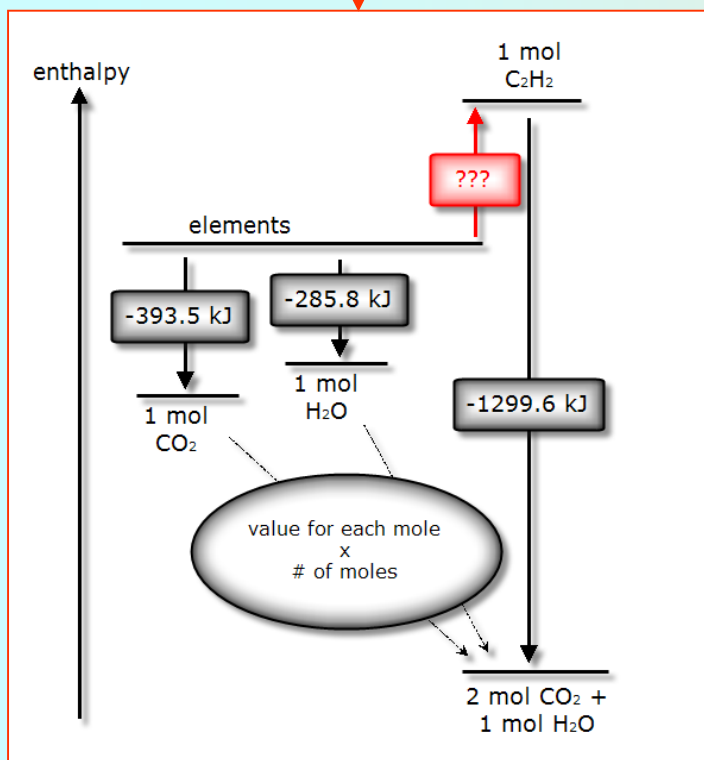 enthalpy
1 mol
C₂H₂
???
elements
-393.5 kJ
-285.8 kJ
1 mol
CO₂
1 mol
H₂O
-1299.6 kJ
value for each mole
x
# of moles
2 mol CO₂ +
1 mol H₂O